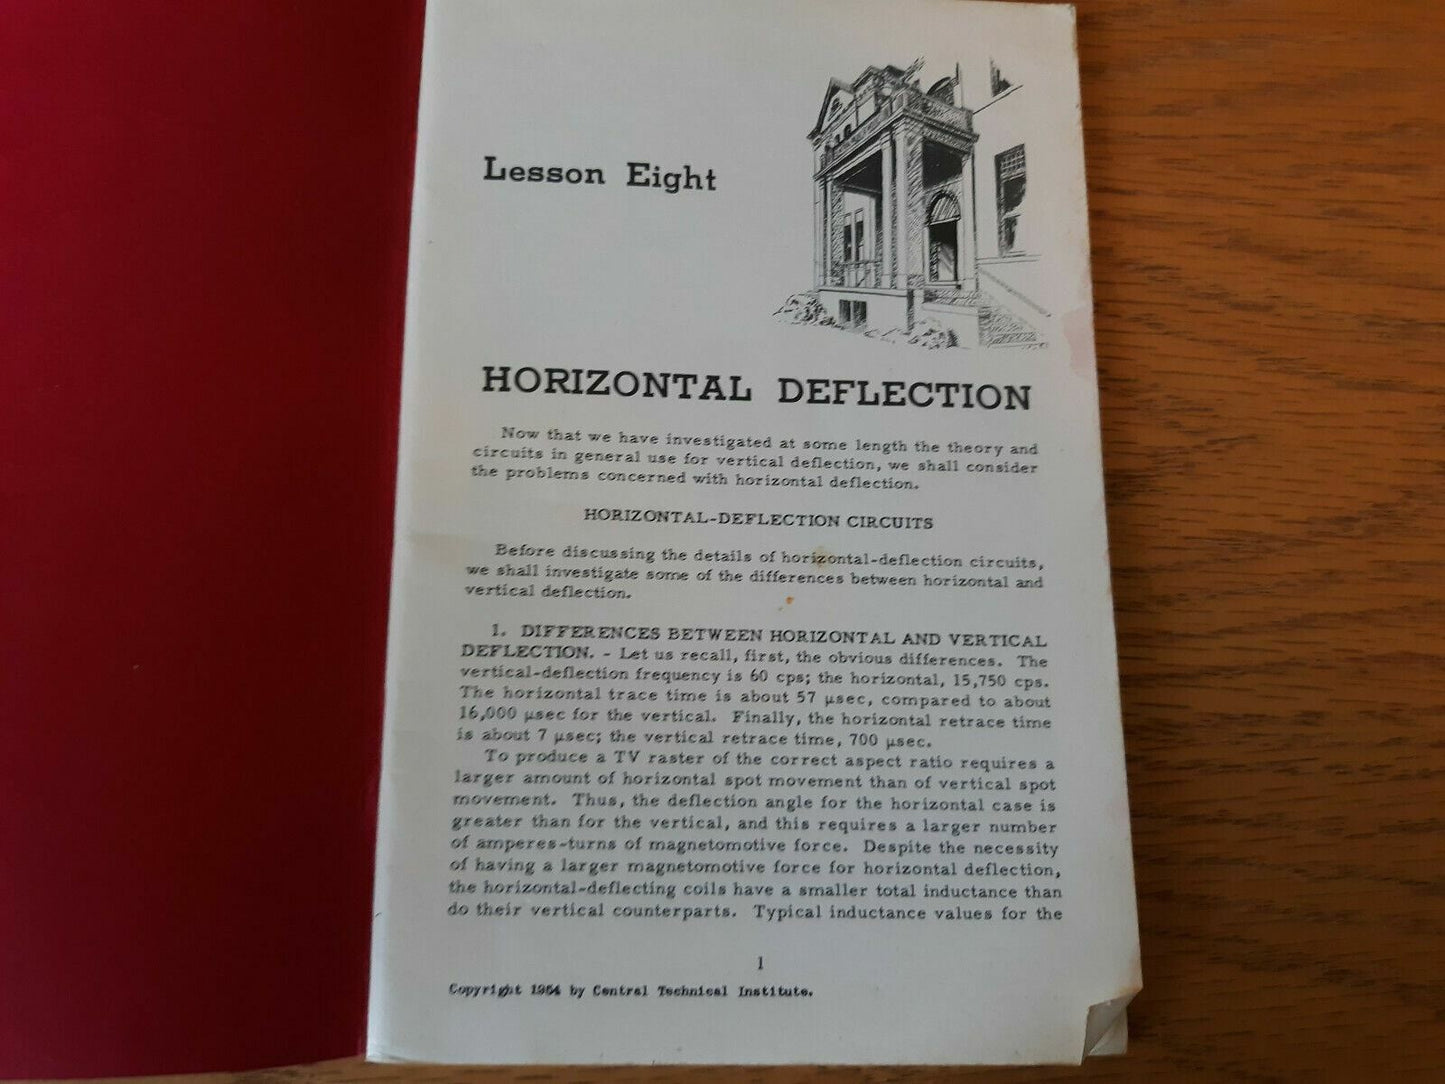 Lesson Eight
HORIZONTAL DEFLECTION
Now that we have investigated at some length the theory and
circuits in general use for vertical deflection, we shall consider
the problems concerned with horizontal deflection.
HORIZONTAL-DEFLECTION CIRCUITS
Before discussing the details of horizontal-deflection circuits,
we shall investigate some of the differences between horizontal and
vertical deflection.
1. DIFFERENCES BETWEEN HORIZONTAL AND VERTICAL
DEFLECTION. - Let us recall, first, the obvious differences. The
vertical-deflection frequency is 60 cps; the horizontal, 15,750 cps.
The horizontal trace time is about 57 μsec, compared to about
16,000 μsec for the vertical. Finally, the horizontal retrace time
is about 7 μsec; the vertical retrace time, 700 μsec.
To produce a TV raster of the correct aspect ratio requires a
larger amount of horizontal spot movement than of vertical spot
movement. Thus, the deflection angle for the horizontal case is
greater than for the vertical, and this requires a larger number
of amperes-turns of magnetomotive force. Despite the necessity
of having a larger magnetomotive force for horizontal deflection,
the horizontal-deflecting coils have a smaller total inductance than
do their vertical counterparts. Typical inductance values for the
1
Copyright 1954 by Central Technical Institute.